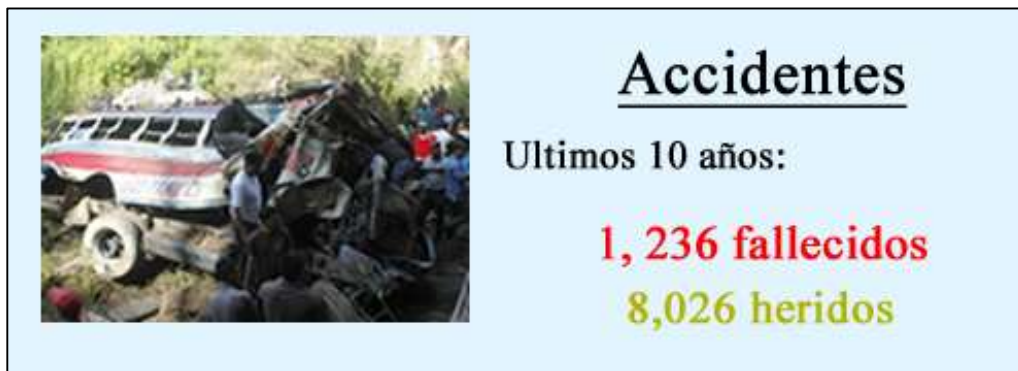 Accidentes
Ultimos 10 años:
1, 236 fallecidos
8,026 heridos